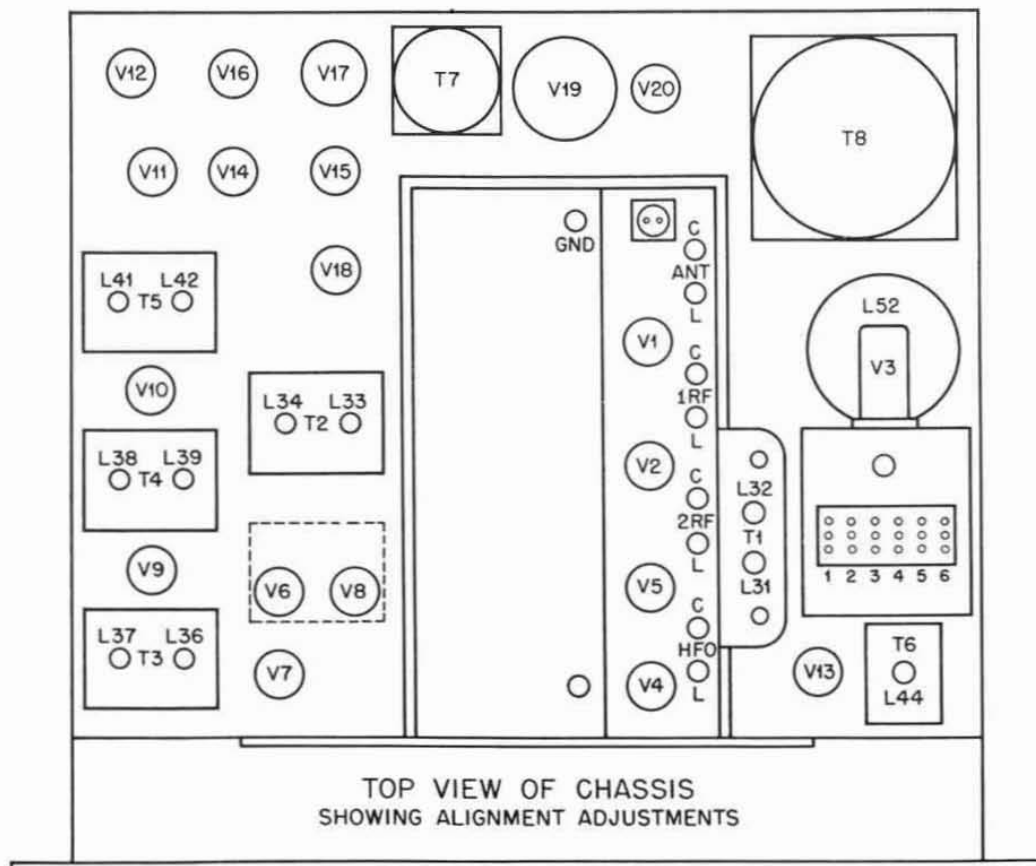 V12 V16 V17 T7 V19 V20 T8
V11 V14 V15
GND
C
ANT
L
V18
L41 T5 L42
L52
V3
V1
C
1RF
L
V10
L34 T2 L33
L38 T4 L39
V2
C
2RF
L
L32
T1
L31
1 2 3 4 5 6
V9
V6 V8
V5
C
HFO
L
L37 T3 L36
V7
V4
V13
T6
L44
TOP VIEW OF CHASSIS
SHOWING ALIGNMENT ADJUSTMENTS